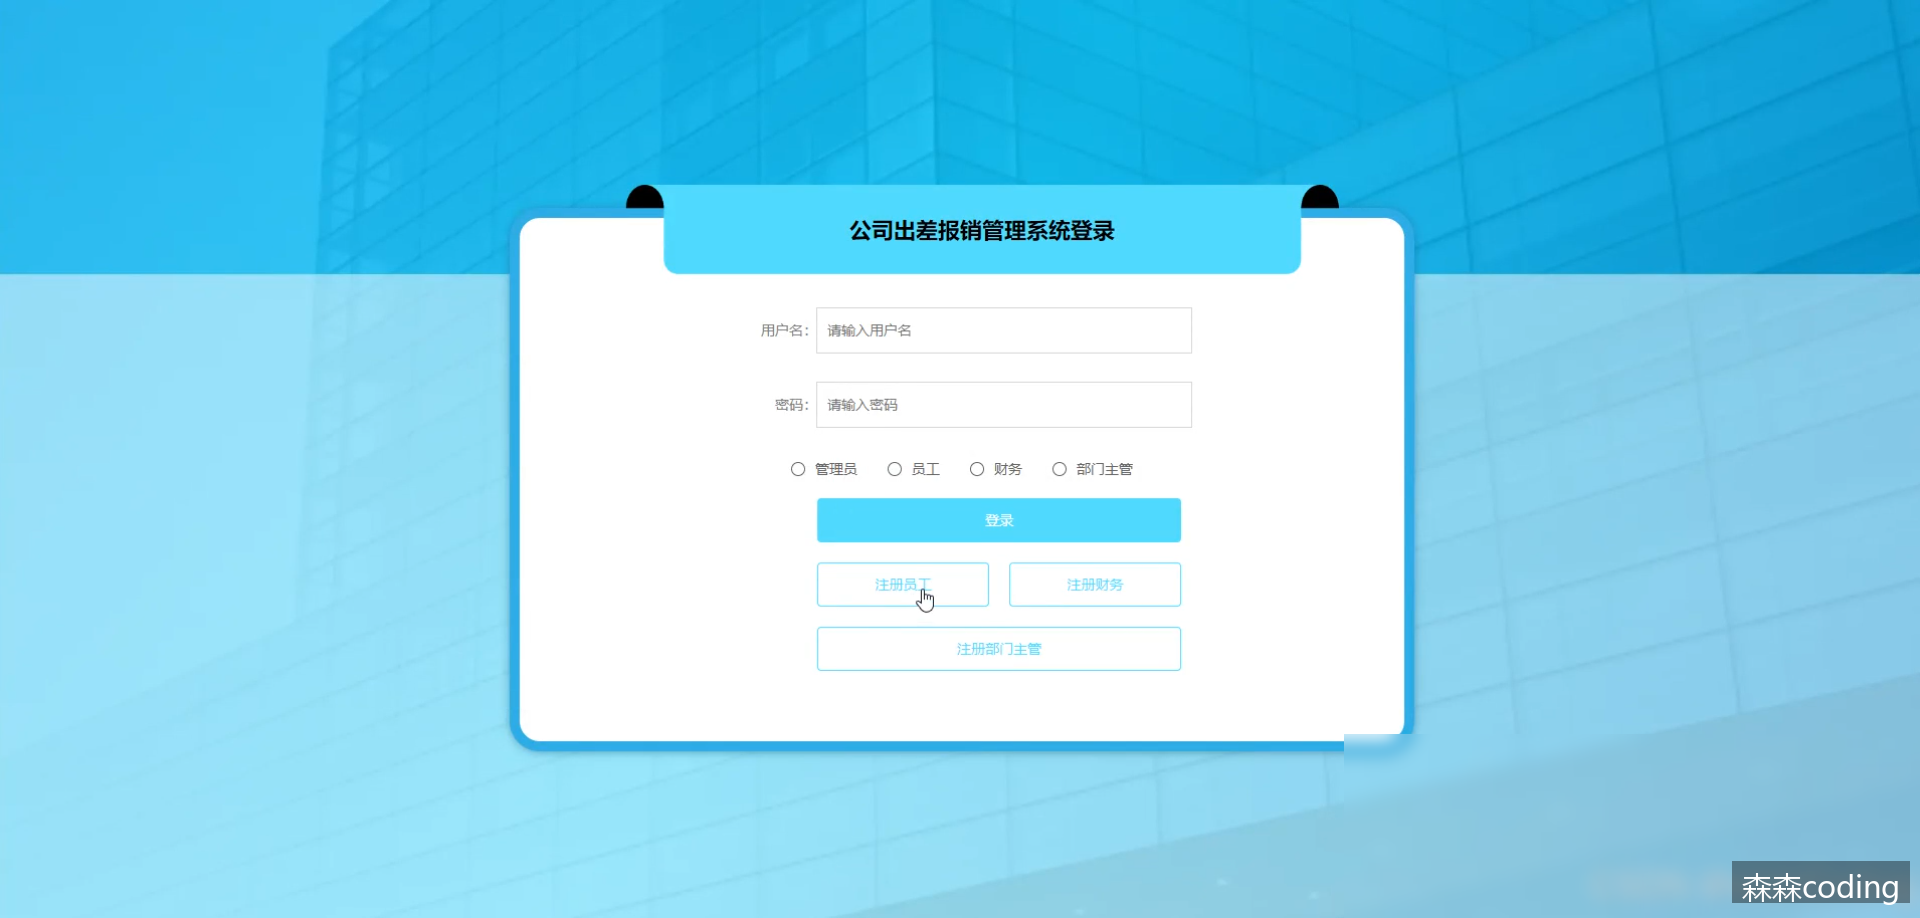 公司出差报销管理系统登录
用户名: 请输入用户名
密码: 请输入密码
管理员 员工 财务 部门主管
登录
注册员工 注册财务
注册部门主管
森森coding